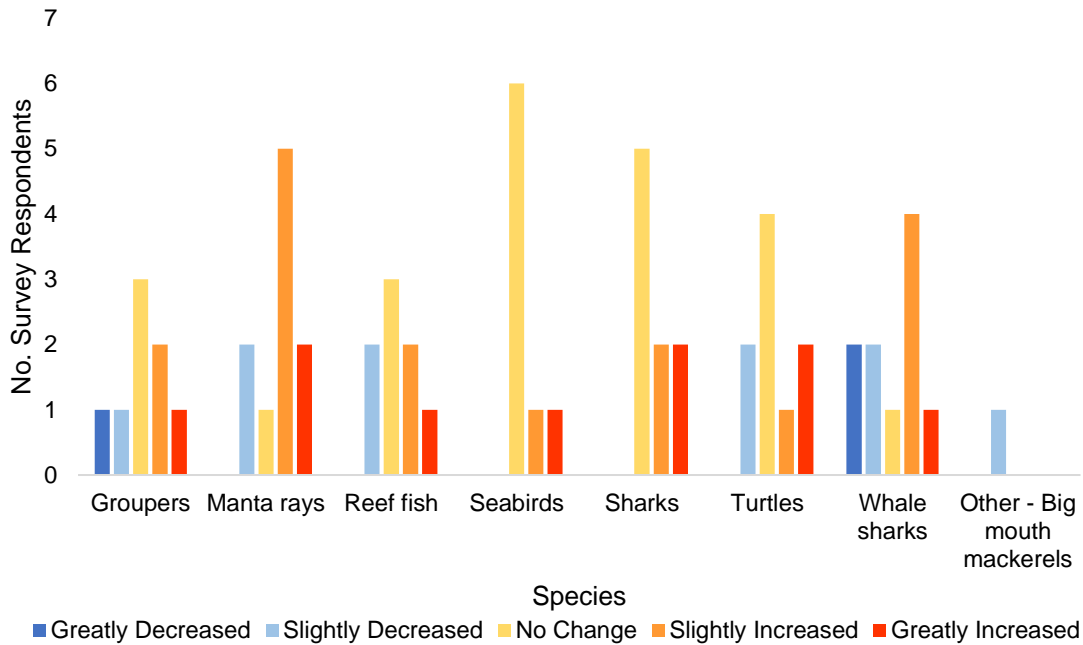 7
6
5
4
3
2
1
0
No. Survey Respondents
Groupers
Manta rays
Reef fish
Seabirds
Sharks
Turtles
Whale
sharks
Other - Big
mouth
mackerels
Species
Greatly Decreased
Slightly Decreased
No Change
Slightly Increased
Greatly Increased